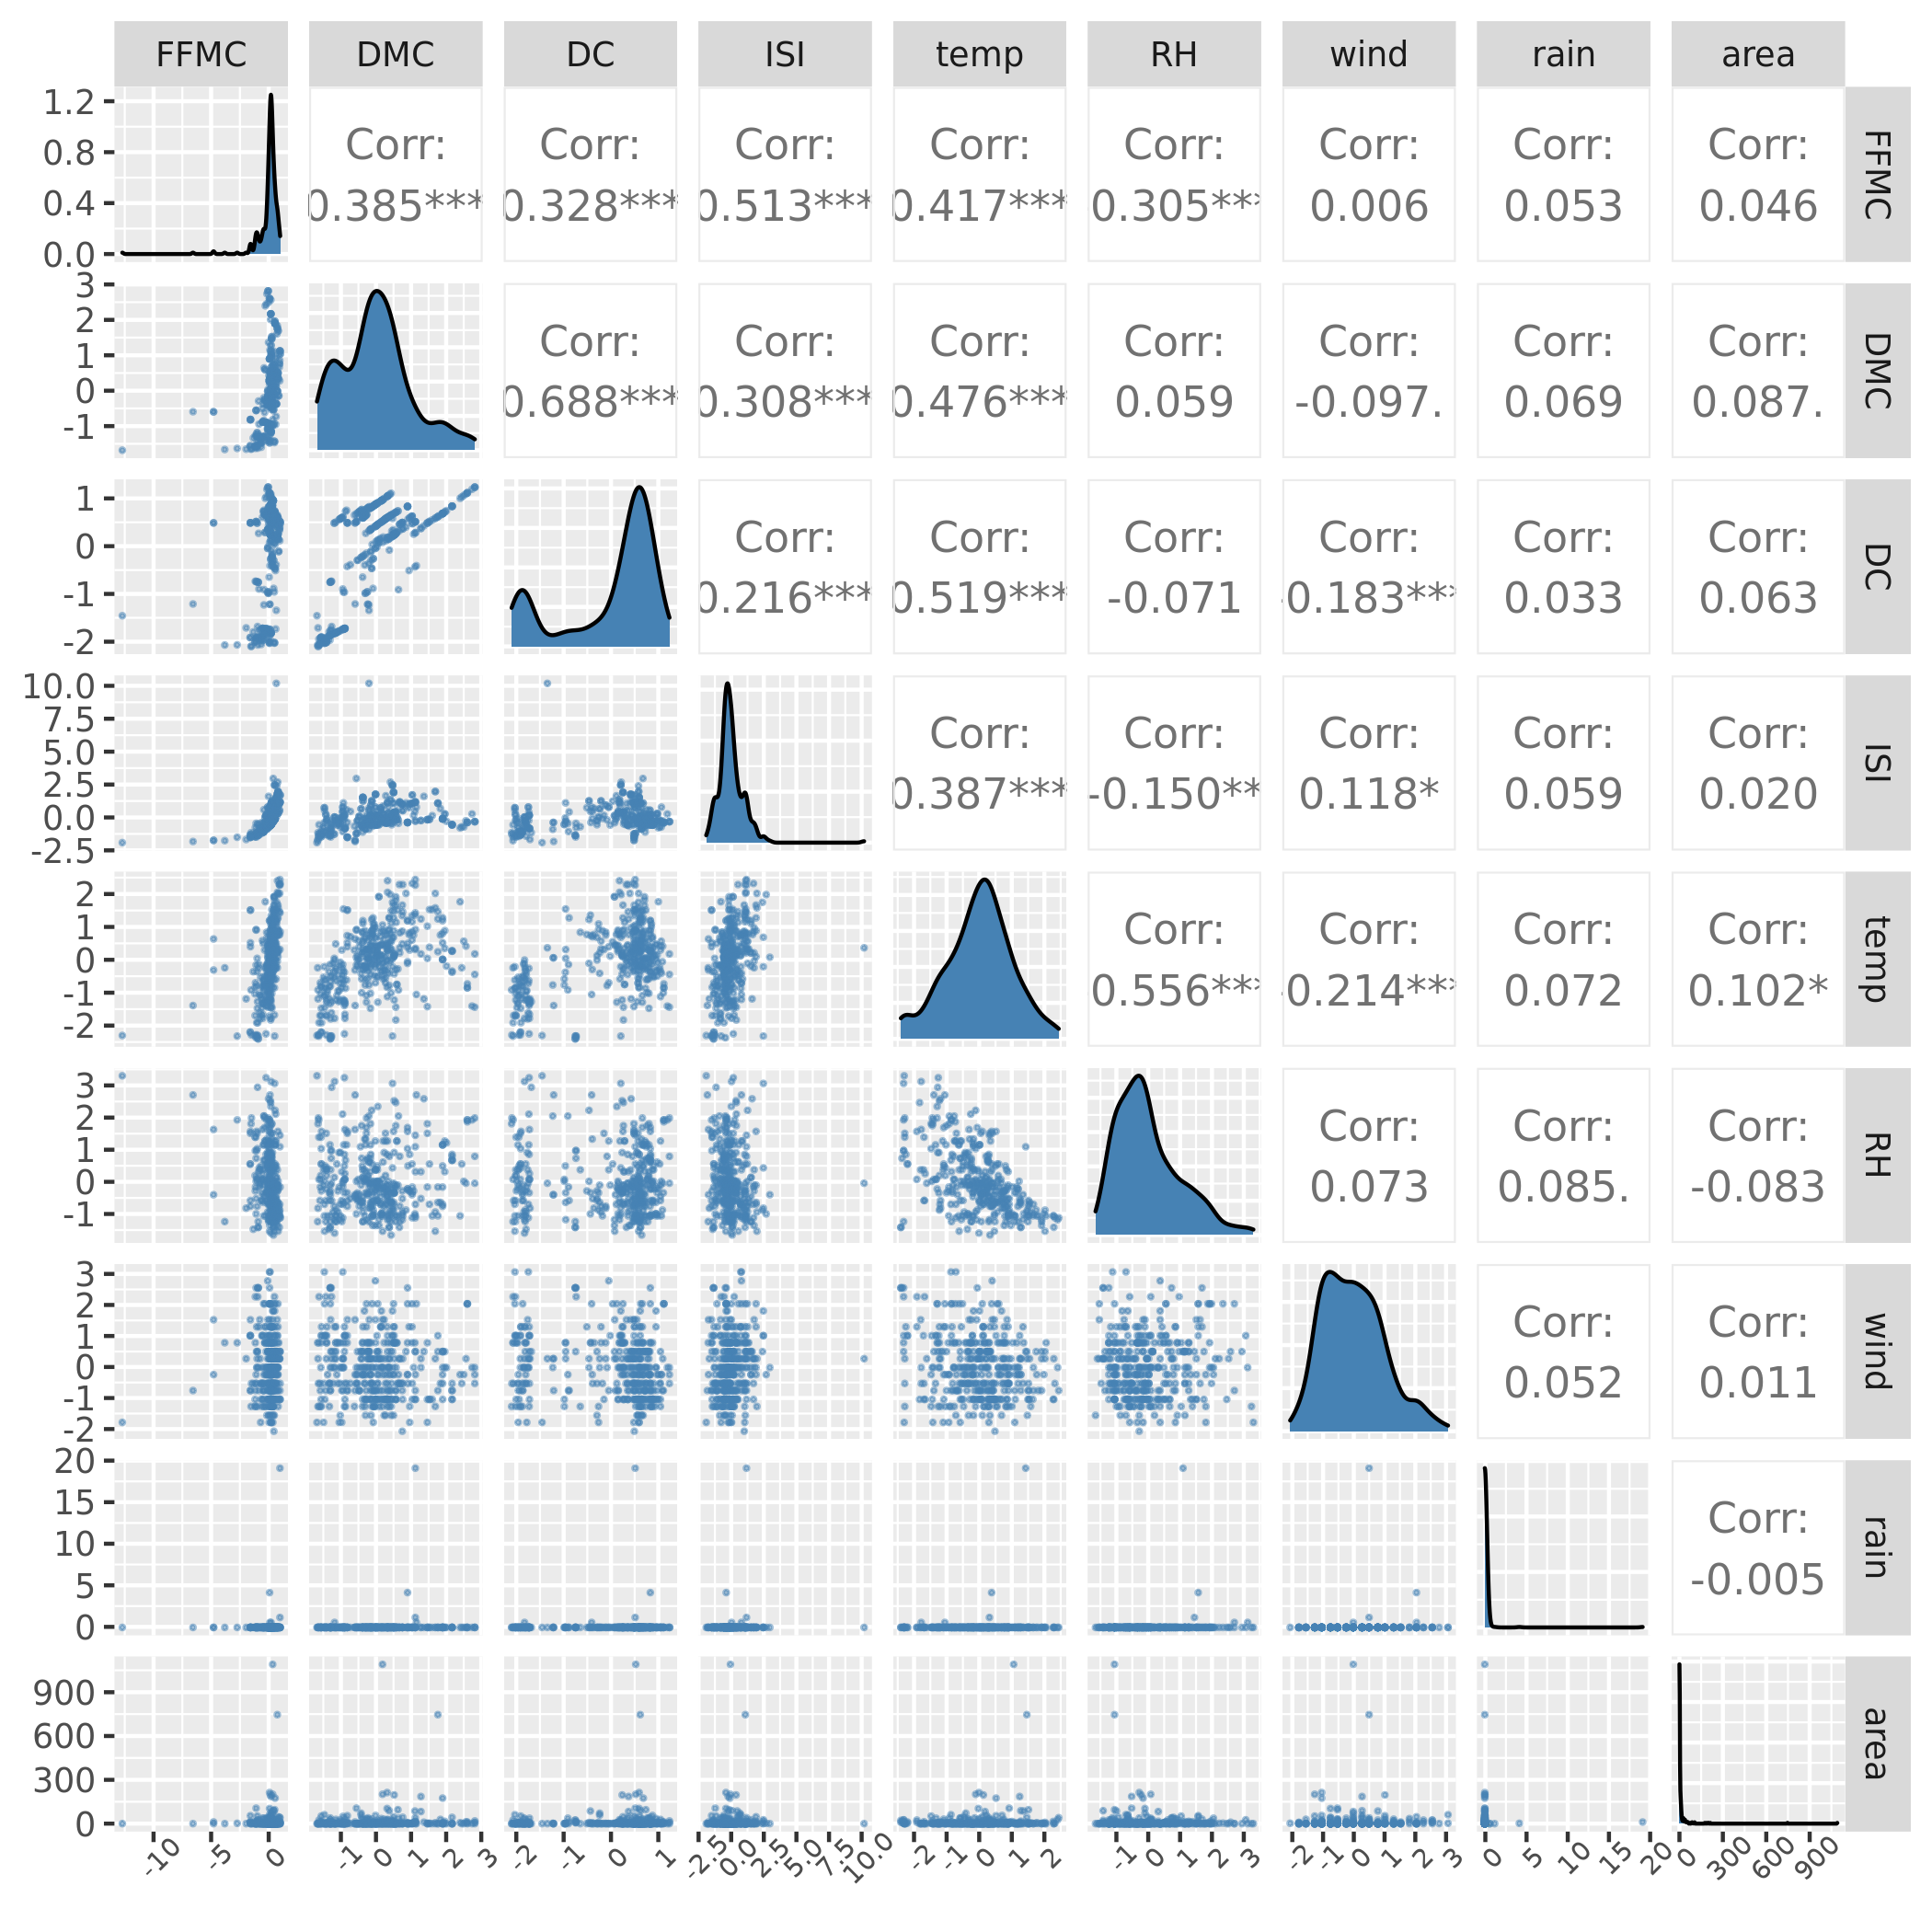 FFMC DMC DC ISI temp RH wind rain area
1.2
0.8
0.4
0.0
Corr: Corr: Corr: Corr: Corr: Corr: Corr: Corr:
0.385*** 0.328*** 0.513*** 0.417*** 0.305*** 0.006 0.053 0.046
FFMC
3
2
1
0
-1
Corr: Corr: Corr: Corr: Corr: Corr: Corr:
0.688*** 0.308*** 0.476*** 0.059 -0.097. 0.069 0.087.
DMC
1
0
-1
-2
Corr: Corr: Corr: Corr: Corr: Corr:
0.216*** 0.519*** -0.071 -0.183*** 0.033 0.063
DC
10.0
7.5
5.0
2.5
0.0
-2.5
Corr: Corr: Corr: Corr: Corr:
0.387*** -0.150** 0.118* 0.059 0.020
ISI
2
1
0
-1
-2
Corr: Corr: Corr: Corr:
0.556*** -0.214*** 0.072 0.102*
temp
3
2
1
0
-1
Corr: Corr: Corr:
0.073 0.085. -0.083
RH
3
2
1
0
-1
-2
Corr: Corr:
0.052 0.011
wind
20
15
10
5
0
Corr:
-0.005
rain
900
600
300
0
area
-10 -5 0 -1 0 1 2 3 -2 -1 0 1 -2.5 0.0 2.5 5.0 7.5 10.0 -2 -1 0 1 2 -1 0 1 2 3 -2 -1 0 1 2 3 0 5 10 15 20 0 300 600 900